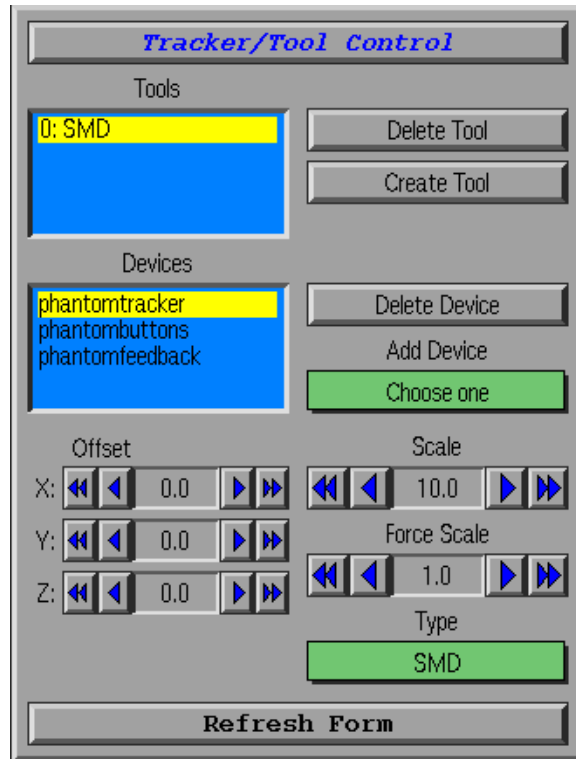 Tracker/Tool Control
Tools
0: SMD
Delete Tool
Create Tool
Devices
phantomtracker
phantombuttons
phantomfeedback
Delete Device
Add Device
Choose one
Offset
X: 0.0
Y: 0.0
Z: 0.0
Scale
10.0
Force Scale
1.0
Type
SMD
Refresh Form